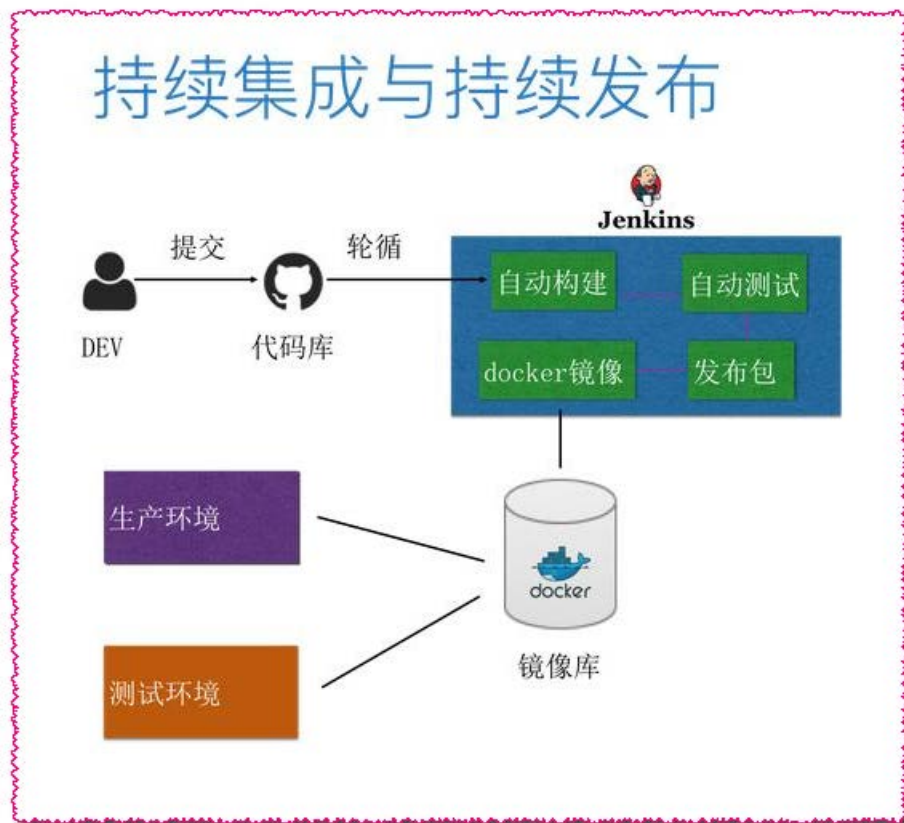 持续集成与持续发布
Jenkins
提交
轮循
自动构建
自动测试
DEV
代码库
docker镜像
发布包
生产环境
docker
测试环境
镜像库